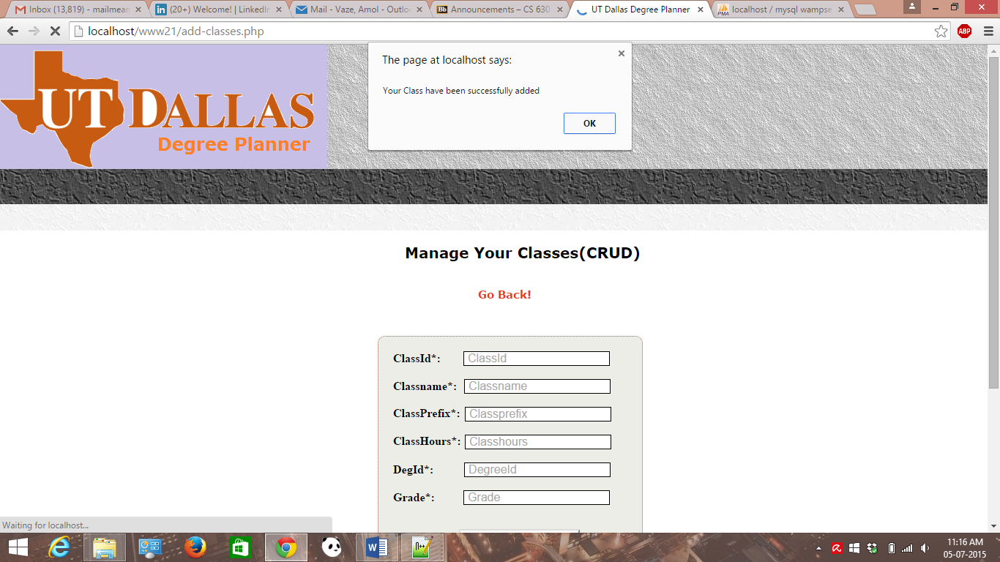 Inbox (13,819) - mailmean
(20+) Welcome! | LinkedIn
Mail - Vaze, Amol - Outlo
Bb Announcements – CS 630
UT Dallas Degree Planner
PMA localhost / mysql wampse
localhost/www21/add-classes.php
ABP
The page at localhost says:
Your Class have been successfully added
OK
UT DALLAS
Degree Planner
Manage Your Classes(CRUD)
Go Back!
ClassId*: ClassId
Classname*: Classname
ClassPrefix*: Classprefix
ClassHours*: Classhours
DegId*: DegreeId
Grade*: Grade
Waiting for localhost...
11:16 AM
05-07-2015